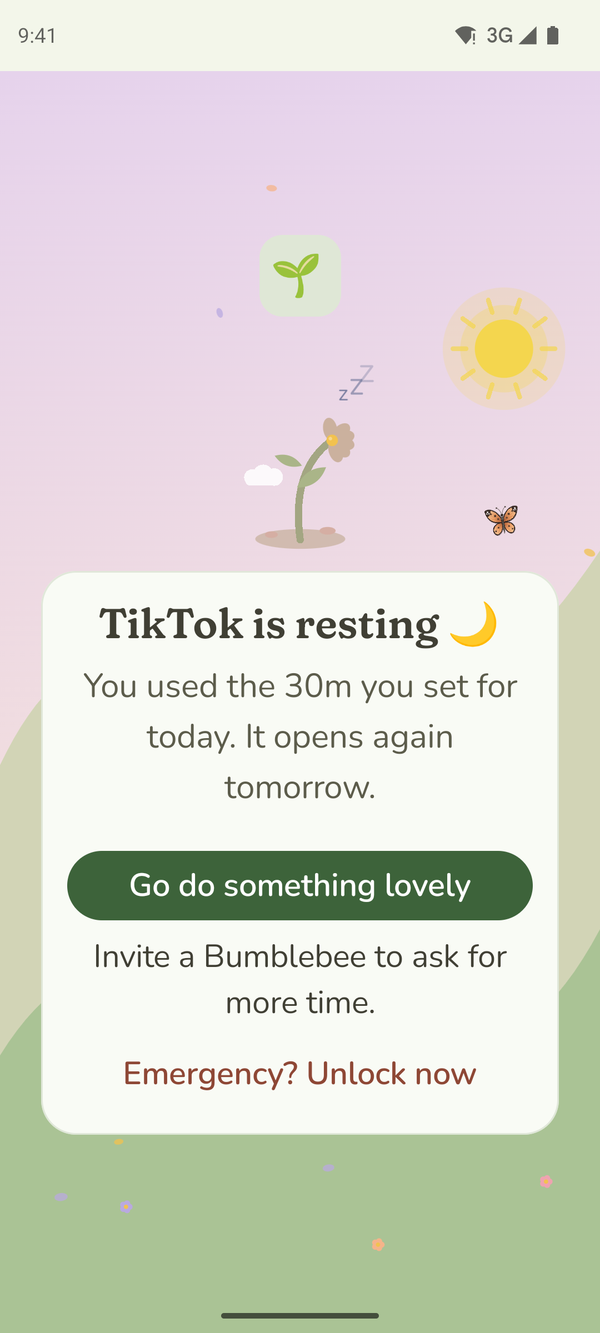 9:41
3G
z
Z
Z
TikTok is resting 🌙
You used the 30m you set for
today. It opens again
tomorrow.
Go do something lovely
Invite a Bumblebee to ask for
more time.
Emergency? Unlock now